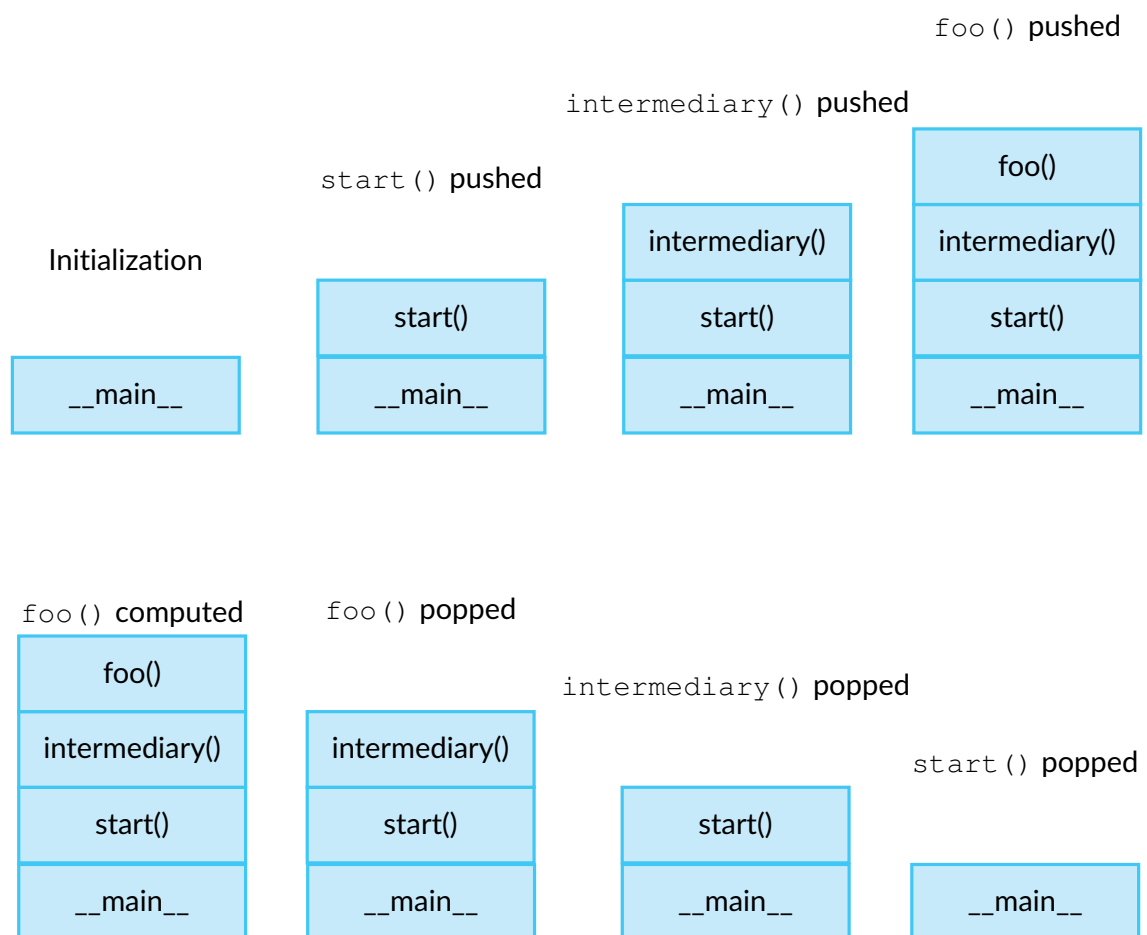 foo() pushed
intermediary() pushed
start() pushed
Initialization
__main__
start()
__main__
intermediary()
start()
__main__
foo()
intermediary()
start()
__main__
foo() computed
foo()
intermediary()
start()
__main__
foo() popped
intermediary()
start()
__main__
intermediary() popped
start()
__main__
start() popped
__main__